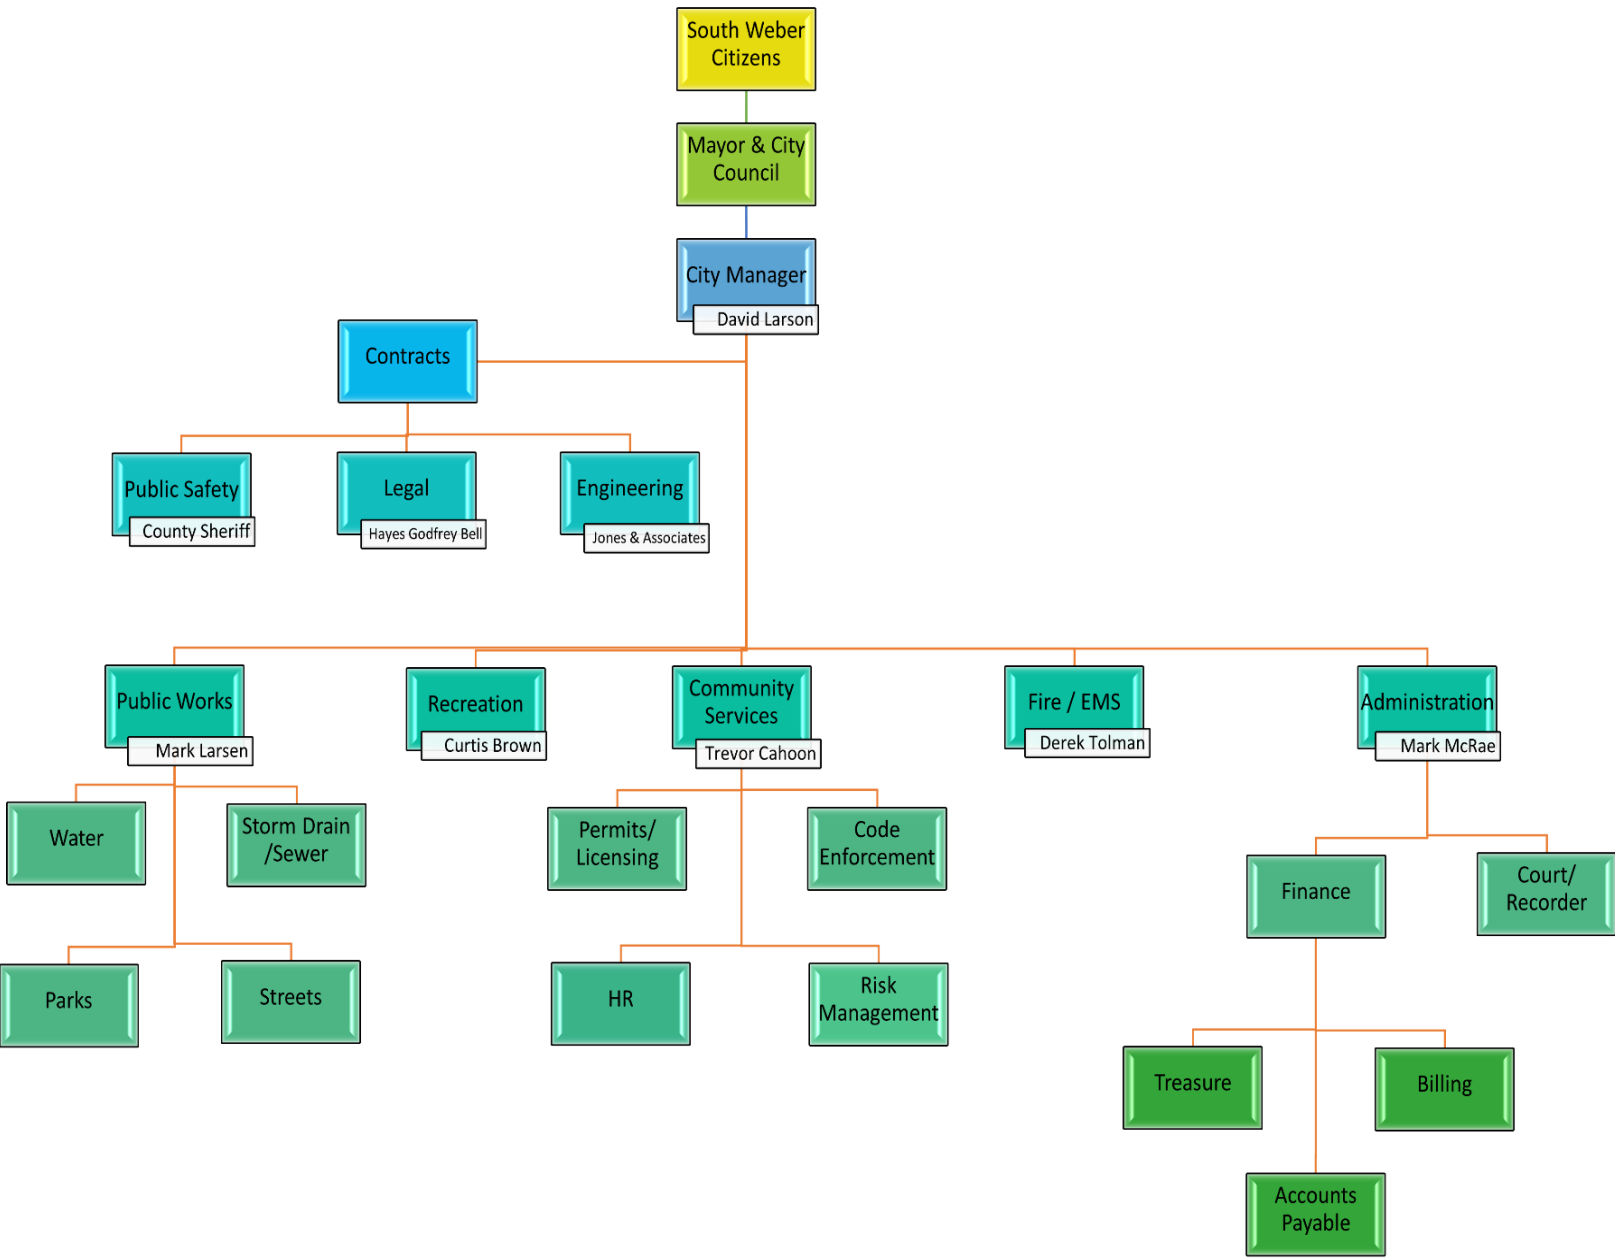 South Weber
Citizens
Mayor & City
Council
City Manager
David Larson
Contracts
Public Safety
County Sheriff
Legal
Hayes Godfrey Bell
Engineering
Jones & Associates
Public Works
Mark Larsen
Recreation
Curtis Brown
Community
Services
Trevor Cahoon
Fire / EMS
Derek Tolman
Administration
Mark McRae
Water
Storm Drain
/Sewer
Parks
Streets
Permits/
Licensing
Code
Enforcement
HR
Risk
Management
Finance
Court/
Recorder
Treasure
Billing
Accounts
Payable